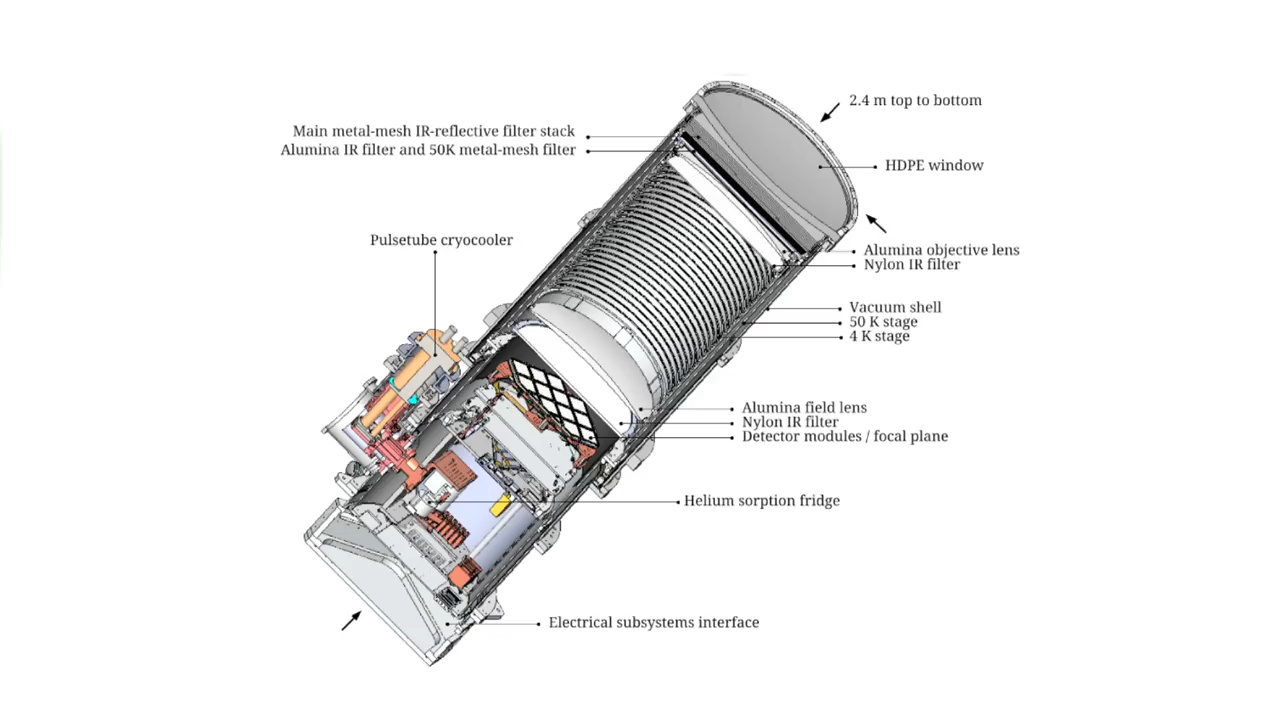 2.4 m top to bottom
Main metal-mesh IR-reflective filter stack
Alumina IR filter and 50K metal-mesh filter
HDPE window
Pulsetube cryocooler
Alumina objective lens
Nylon IR filter
Vacuum shell
50 K stage
4 K stage
Alumina field lens
Nylon IR filter
Detector modules / focal plane
Helium sorption fridge
Electrical subsystems interface